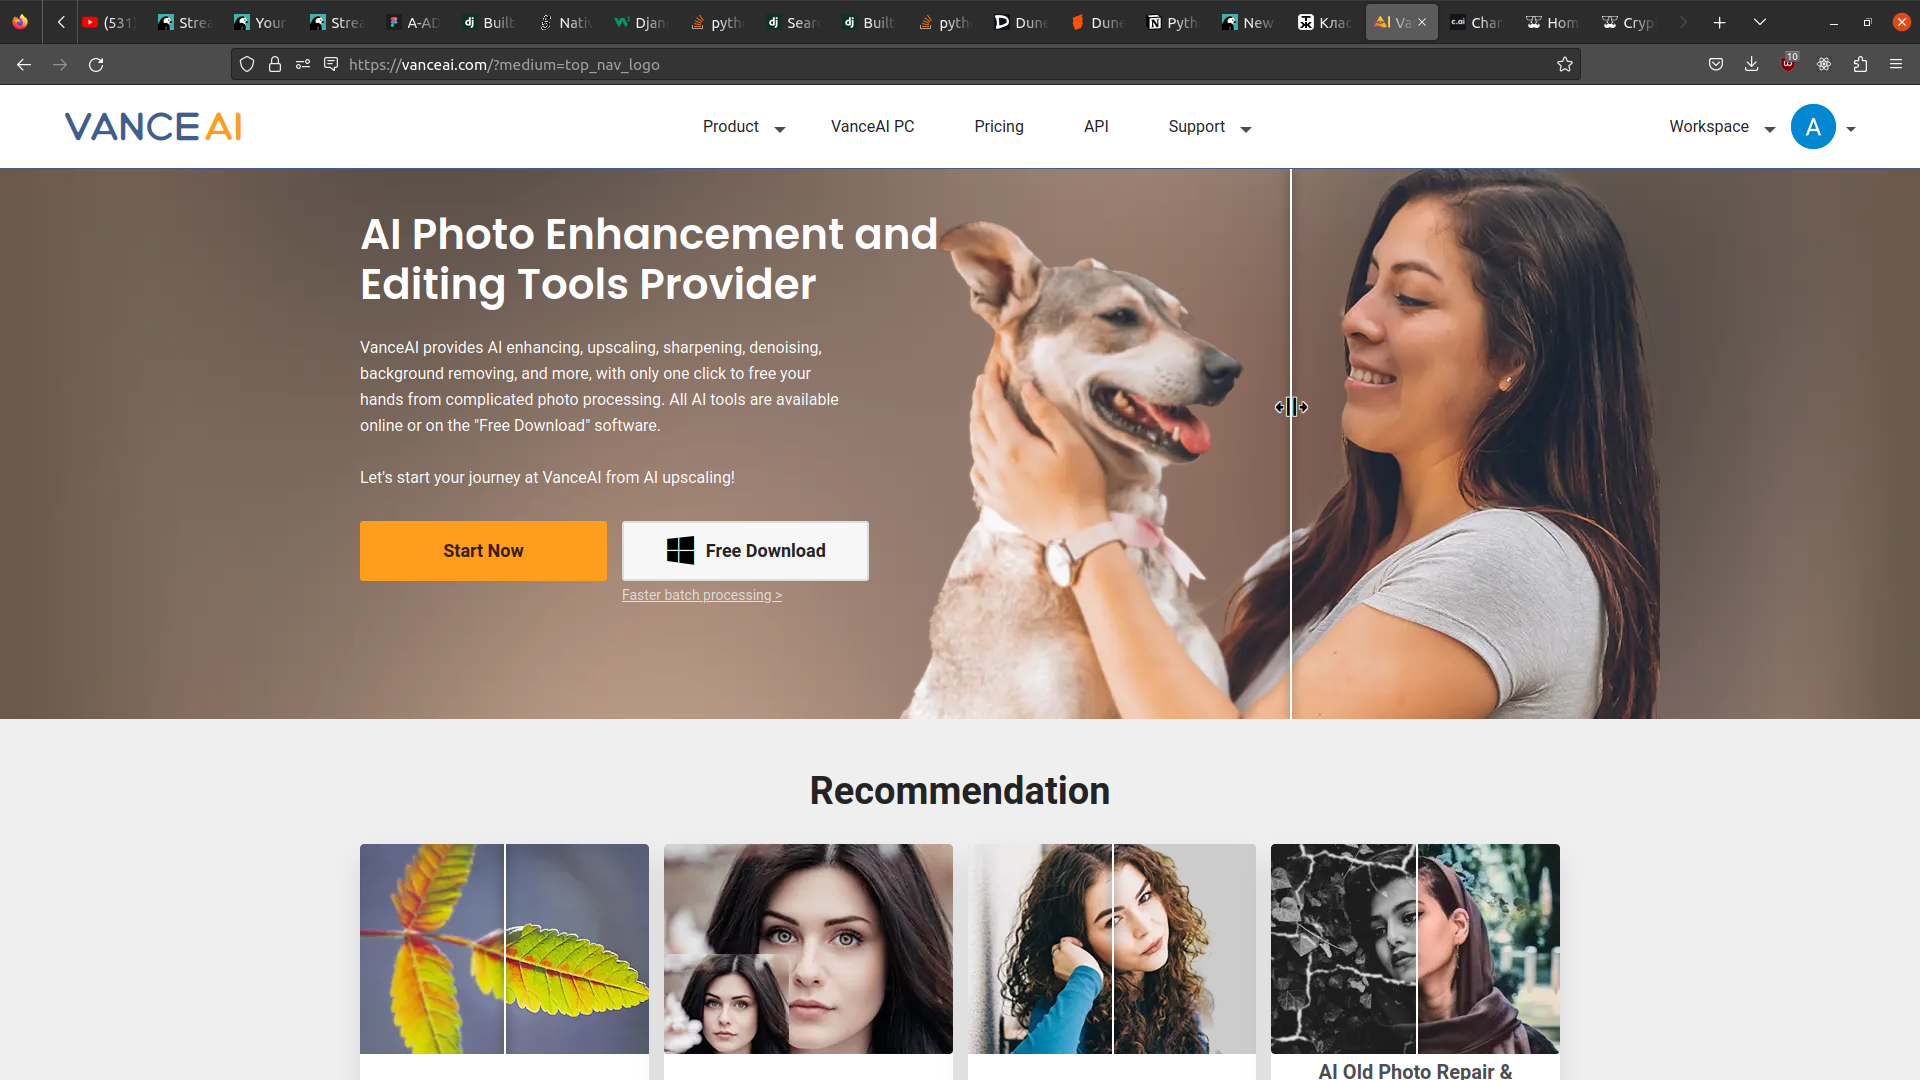 (531)
Strea
Your
Strea
A-AD
Built
Nativ
Djan
pyth
Sear
Built
pyth
Dune
Dune
Pyth
New
Клас
Va
c.ai
Char
Hom
Cryp
https://vanceai.com/?medium=top_nav_logo
10
VANCE AI
Product
VanceAI PC
Pricing
API
Support
Workspace
A
AI Photo Enhancement and
Editing Tools Provider
VanceAI provides AI enhancing, upscaling, sharpening, denoising,
background removing, and more, with only one click to free your
hands from complicated photo processing. All AI tools are available
online or on the "Free Download" software.
Let's start your journey at VanceAI from AI upscaling!
Start Now
Free Download
Faster batch processing >
Recommendation
AI Old Photo Repair &